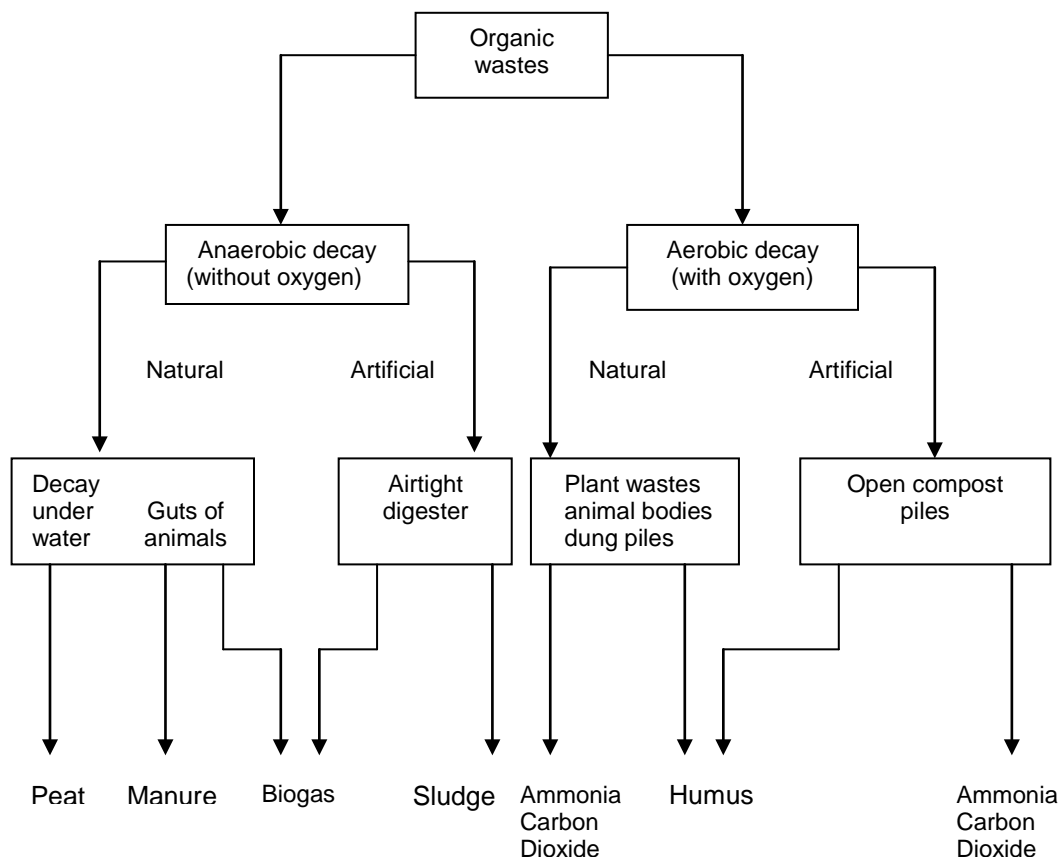 Organic
wastes
Anaerobic decay
(without oxygen)
Aerobic decay
(with oxygen)
Natural
Artificial
Natural
Artificial
Decay
under
water
Guts of
animals
Airtight
digester
Plant wastes
animal bodies
dung piles
Open compost
piles
Peat
Manure
Biogas
Sludge
Ammonia
Carbon
Dioxide
Humus
Ammonia
Carbon
Dioxide